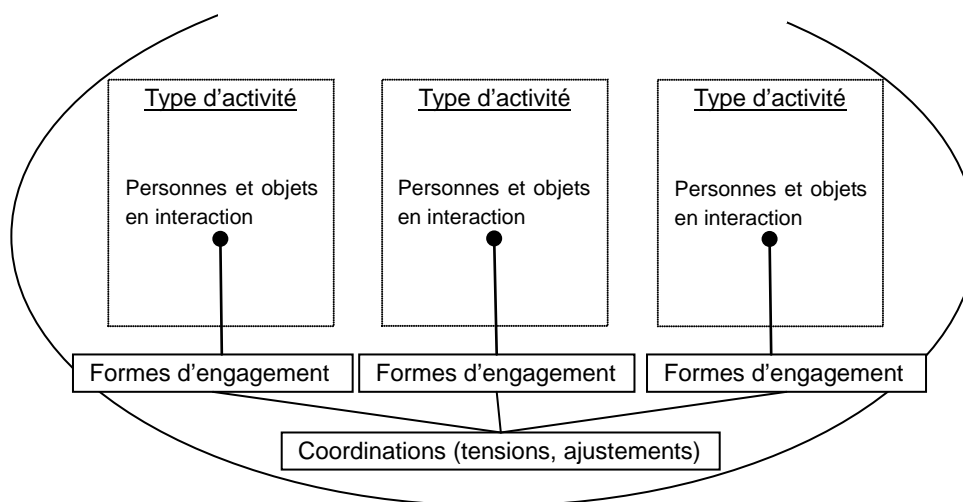 Type d'activité
Personnes et objets
en interaction
Formes d'engagement
Type d'activité
Personnes et objets
en interaction
Formes d'engagement
Type d'activité
Personnes et objets
en interaction
Formes d'engagement
Coordinations (tensions, ajustements)